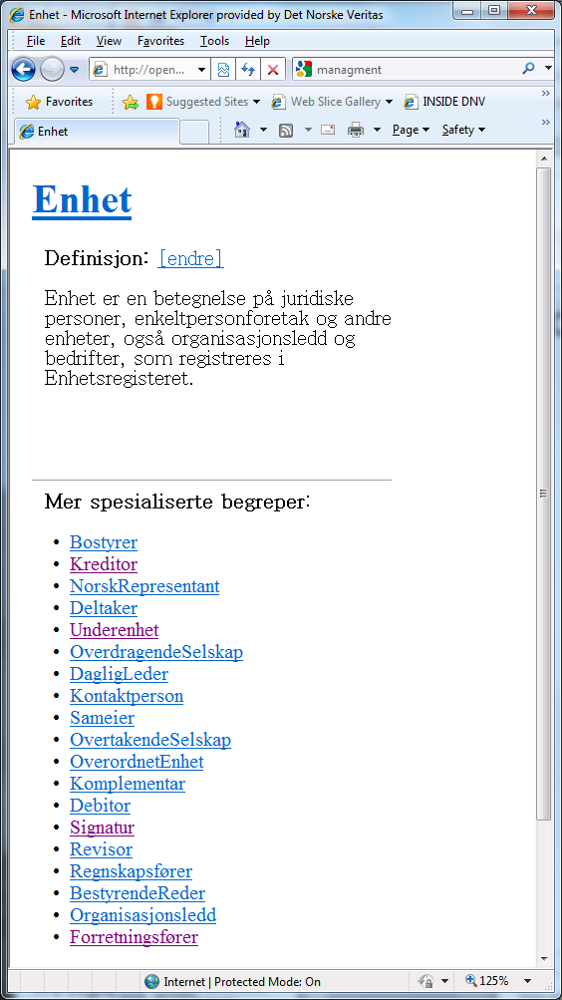 Enhet - Microsoft Internet Explorer provided by Det Norske Veritas
File Edit View Favorites Tools Help
http://open... managment
Favorites Suggested Sites Web Slice Gallery INSIDE DNV
Enhet Page Safety
Enhet
Definisjon: [endre]
Enhet er en betegnelse på juridiske
personer, enkeltpersonforetak og andre
enheter, også organisasjonsledd og
bedrifter, som registreres i
Enhetsregisteret.
Mer spesialiserte begreper:
• Bostyrer
• Kreditor
• NorskRepresentant
• Deltaker
• Underenhet
• OverdragendeSelskap
• DagligLeder
• Kontaktperson
• Sameier
• OvertakendeSelskap
• OverordnetEnhet
• Komplementar
• Debitor
• Signatur
• Revisor
• Regnskapsfører
• BestyrendeReder
• Organisasjonsledd
• Forretningsfører
Internet | Protected Mode: On 125%